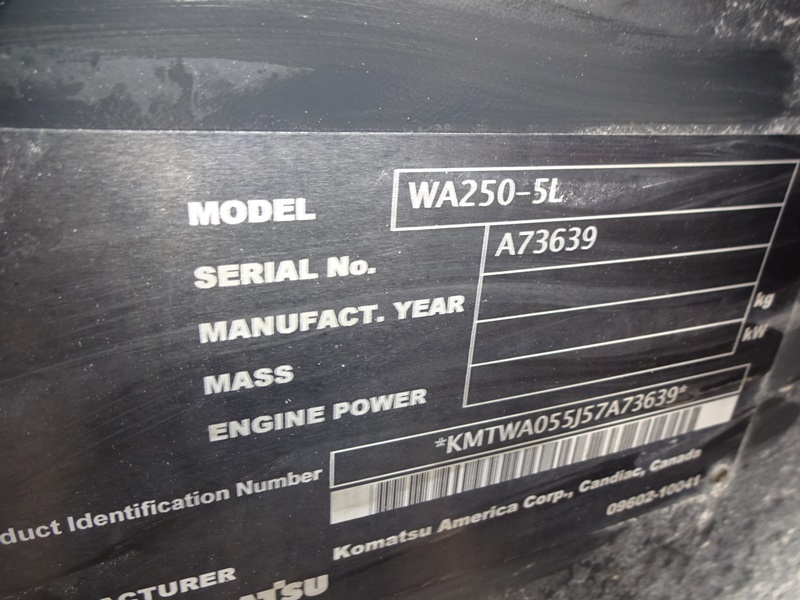 MODEL WA250-5L
SERIAL No. A73639
MANUFACT. YEAR
MASS kg
ENGINE POWER kW
duct Identification Number *KMTWA055J57A73639*
Komatsu America Corp., Candiac, Canada
09602-10041
ACTURER
ATSU